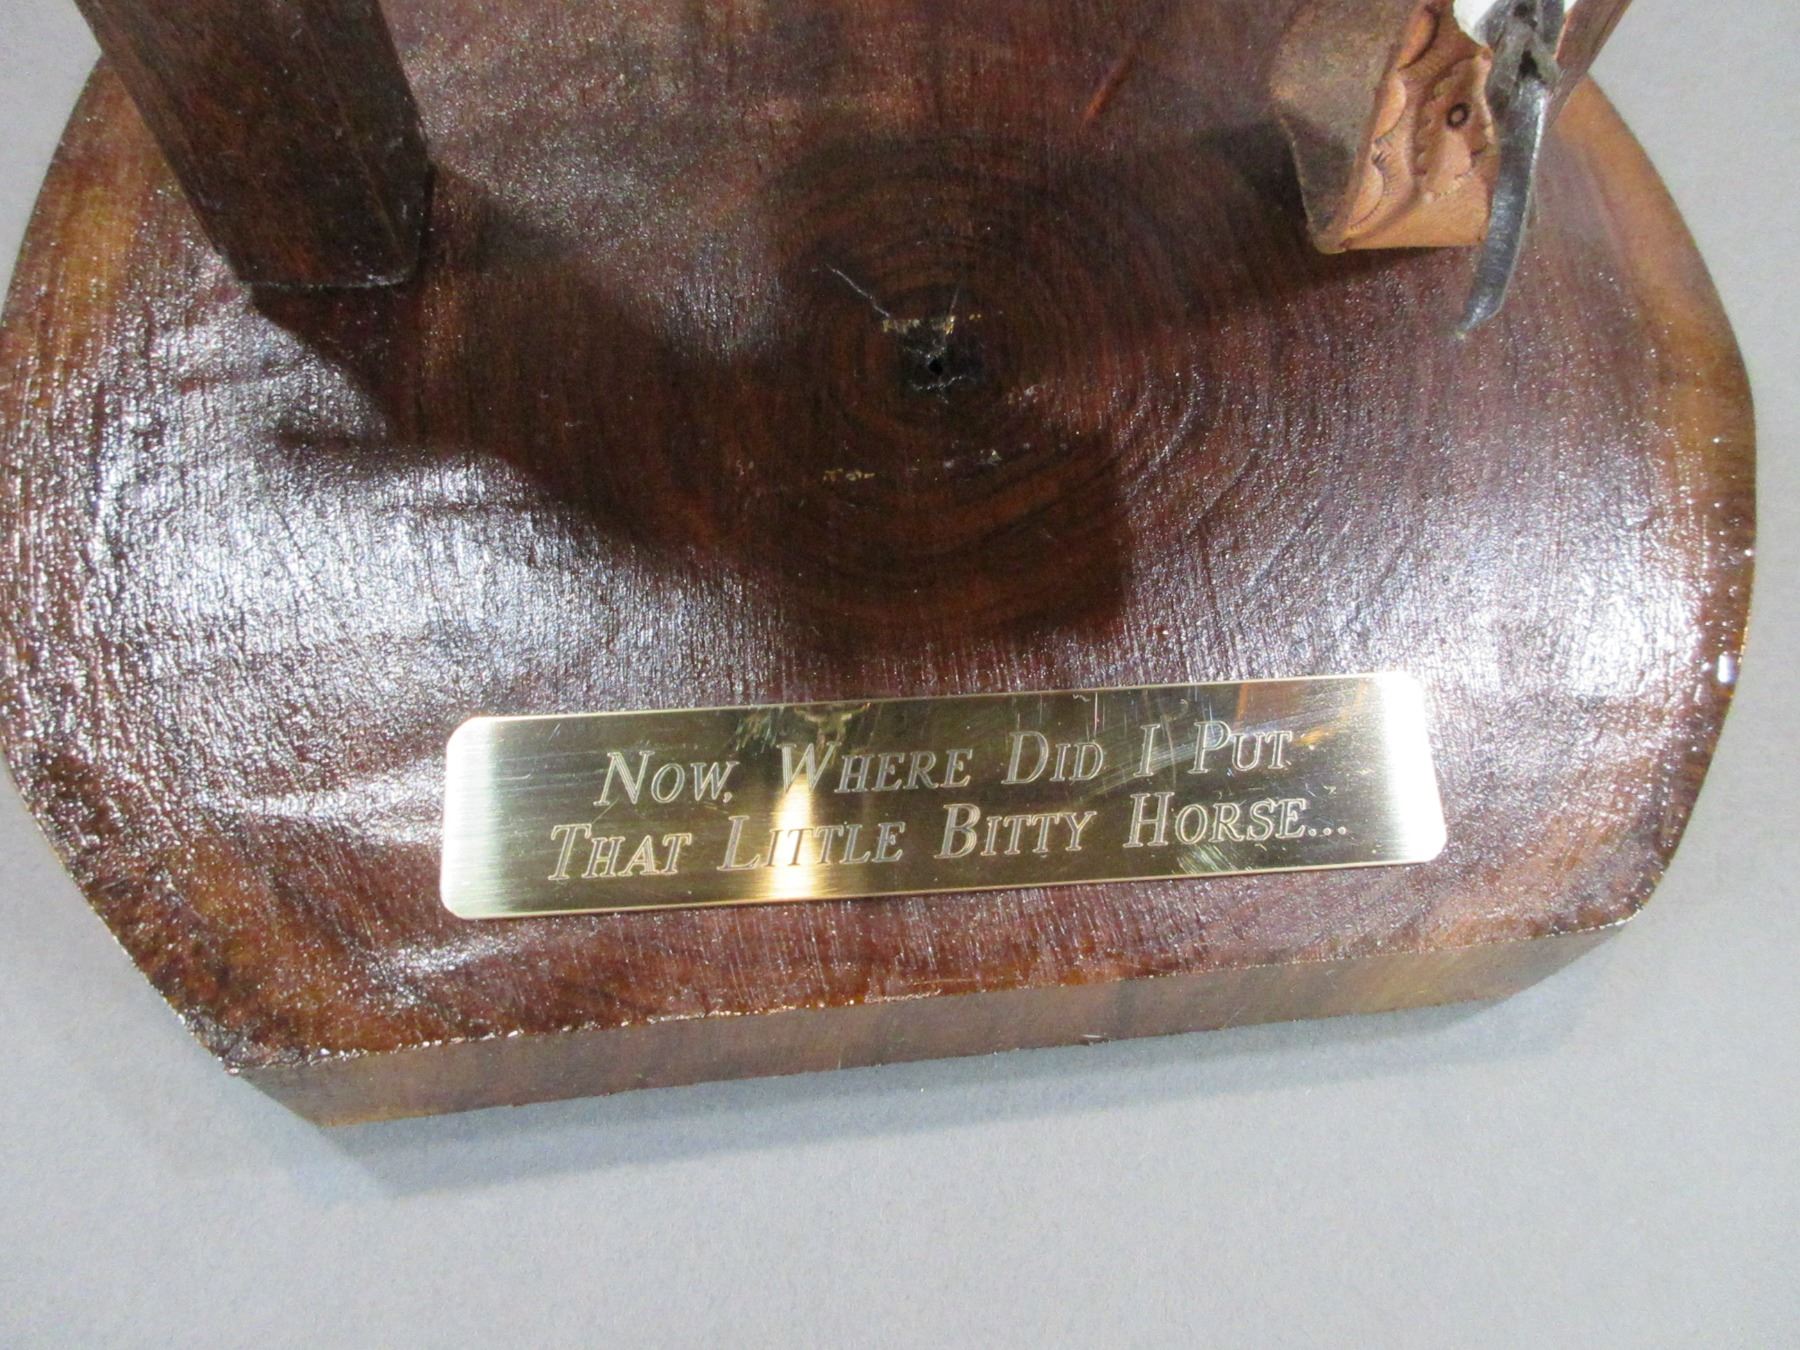 Now, Where Did I Put
That Little Bitty Horse...